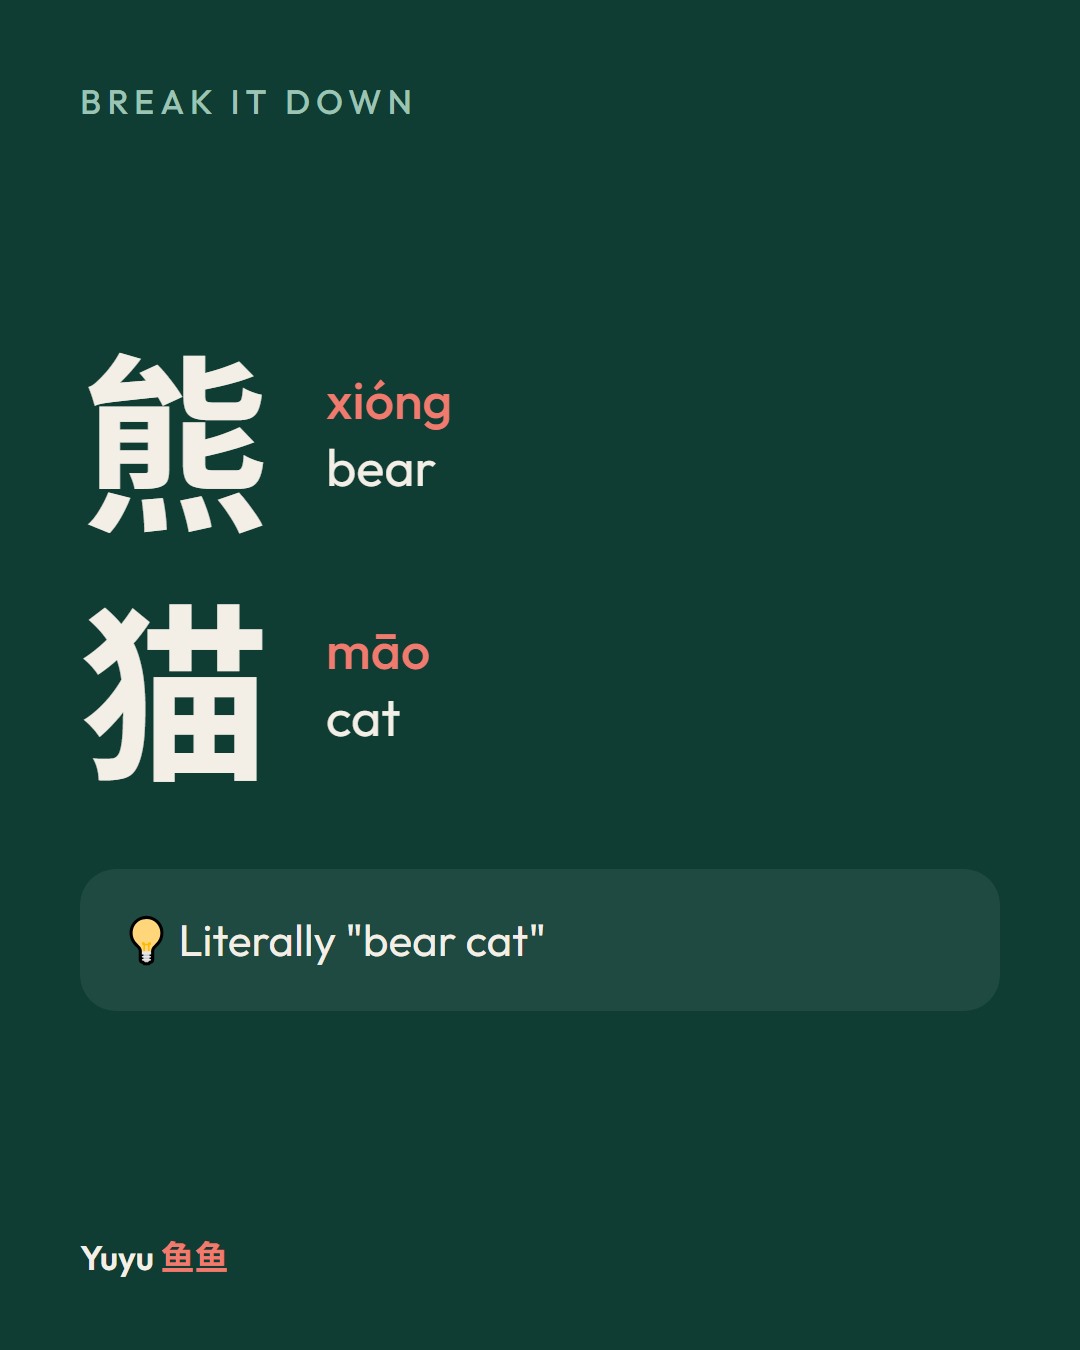 BREAK IT DOWN
熊
xióng
bear
猫
māo
cat
💡 Literally "bear cat"
Yuyu 鱼鱼